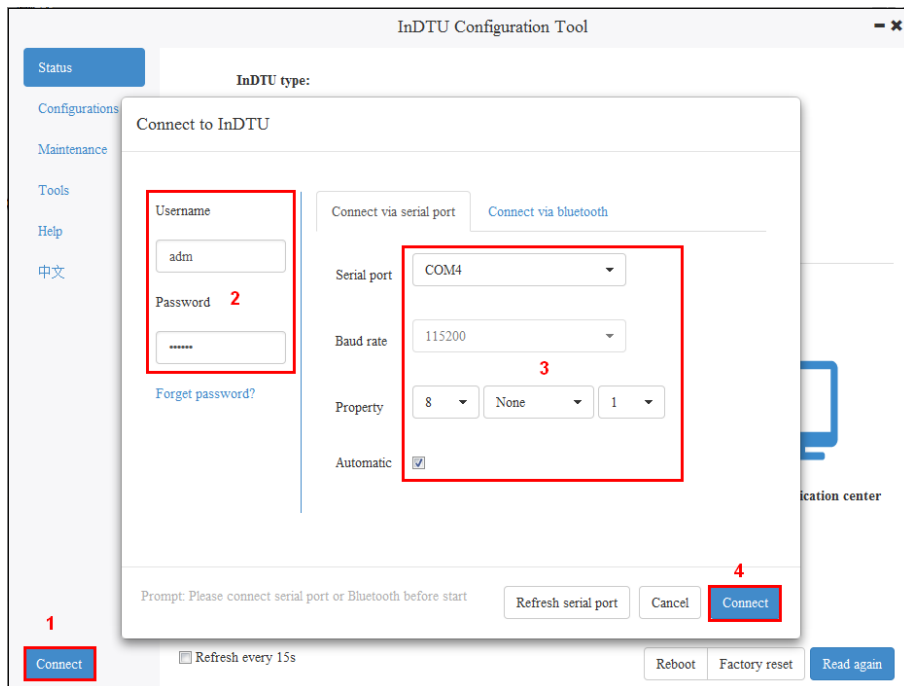 InDTU Configuration Tool
Status
Configurations
Maintenance
Tools
Help
中文
InDTU type:
Connect to InDTU
Username
adm
Password
2
••••••
Forget password?
Connect via serial port
Connect via bluetooth
Serial port
COM4
Baud rate
115200
3
Property
8
None
1
Automatic
ication center
Prompt: Please connect serial port or Bluetooth before start
Refresh serial port
Cancel
4
Connect
1
Connect
Refresh every 15s
Reboot
Factory reset
Read again